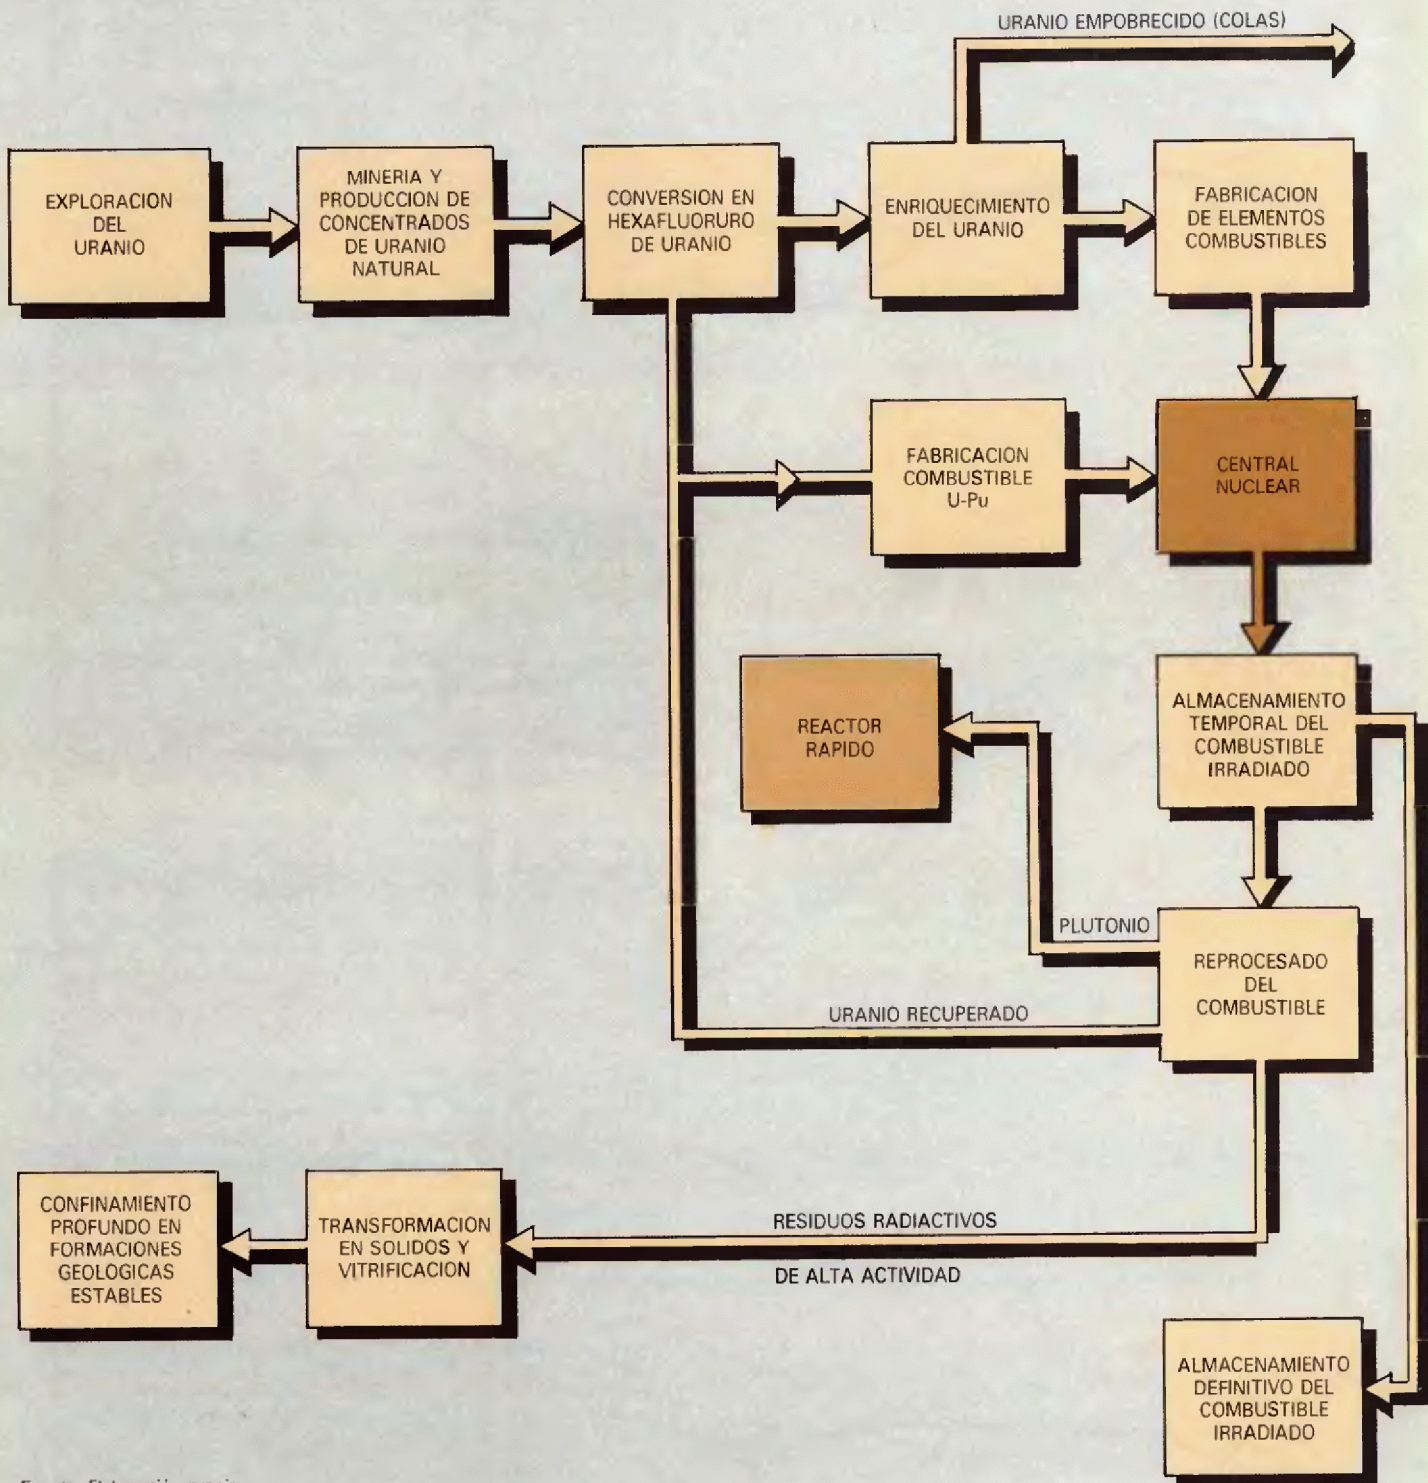 URANIO EMPOBRECIDO (COLAS)
EXPLORACION
DEL
URANIO
MINERIA Y
PRODUCCION DE
CONCENTRADOS
DE URANIO
NATURAL
CONVERSION EN
HEXAFLUORURO
DE URANIO
ENRIQUECIMIENTO
DEL URANIO
FABRICACION
DE ELEMENTOS
COMBUSTIBLES
FABRICACION
COMBUSTIBLE
U-Pu
CENTRAL
NUCLEAR
REACTOR
RAPIDO
ALMACENAMIENTO
TEMPORAL DEL
COMBUSTIBLE
IRRADIADO
PLUTONIO
REPROCESADO
DEL
COMBUSTIBLE
URANIO RECUPERADO
CONFINAMIENTO
PROFUNDO EN
FORMACIONES
GEOLOGICAS
ESTABLES
TRANSFORMACION
EN SOLIDOS Y
VITRIFICACION
RESIDUOS RADIACTIVOS
DE ALTA ACTIVIDAD
ALMACENAMIENTO
DEFINITIVO DEL
COMBUSTIBLE
IRRADIADO